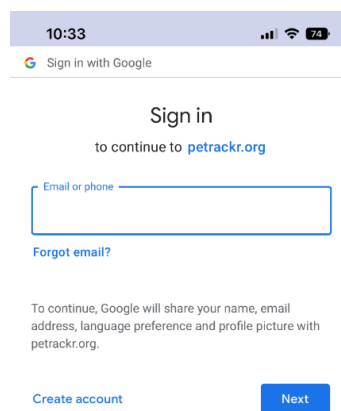 10:33
74
Sign in with Google
Sign in
to continue to petrackr.org
Email or phone
Forgot email?
To continue, Google will share your name, email
address, language preference and profile picture with
petrackr.org.
Create account
Next